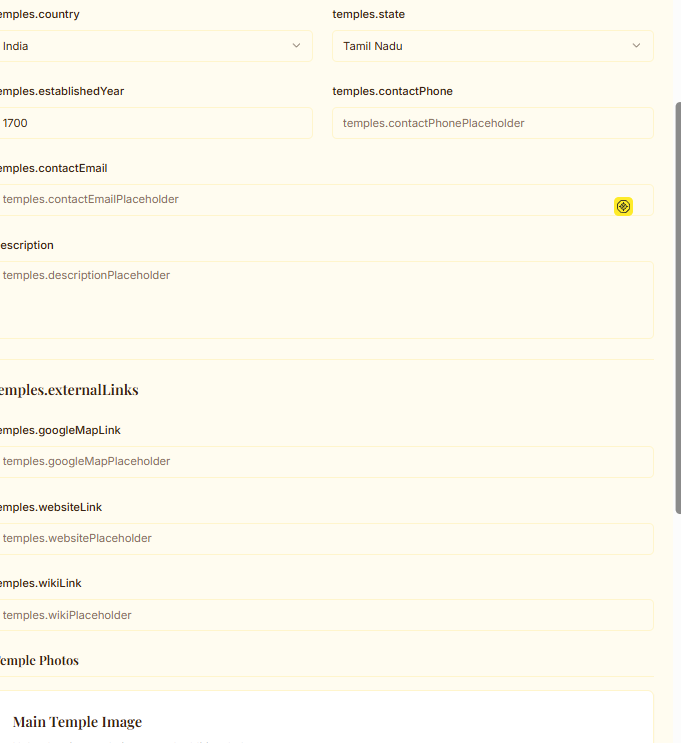 emples.country
temples.state
India
Tamil Nadu
emples.establishedYear
temples.contactPhone
1700
temples.contactPhonePlaceholder
emples.contactEmail
temples.contactEmailPlaceholder
escription
temples.descriptionPlaceholder
emples.externalLinks
emples.googleMapLink
temples.googleMapPlaceholder
emples.websiteLink
temples.websitePlaceholder
emples.wikiLink
temples.wikiPlaceholder
Temple Photos
Main Temple Image